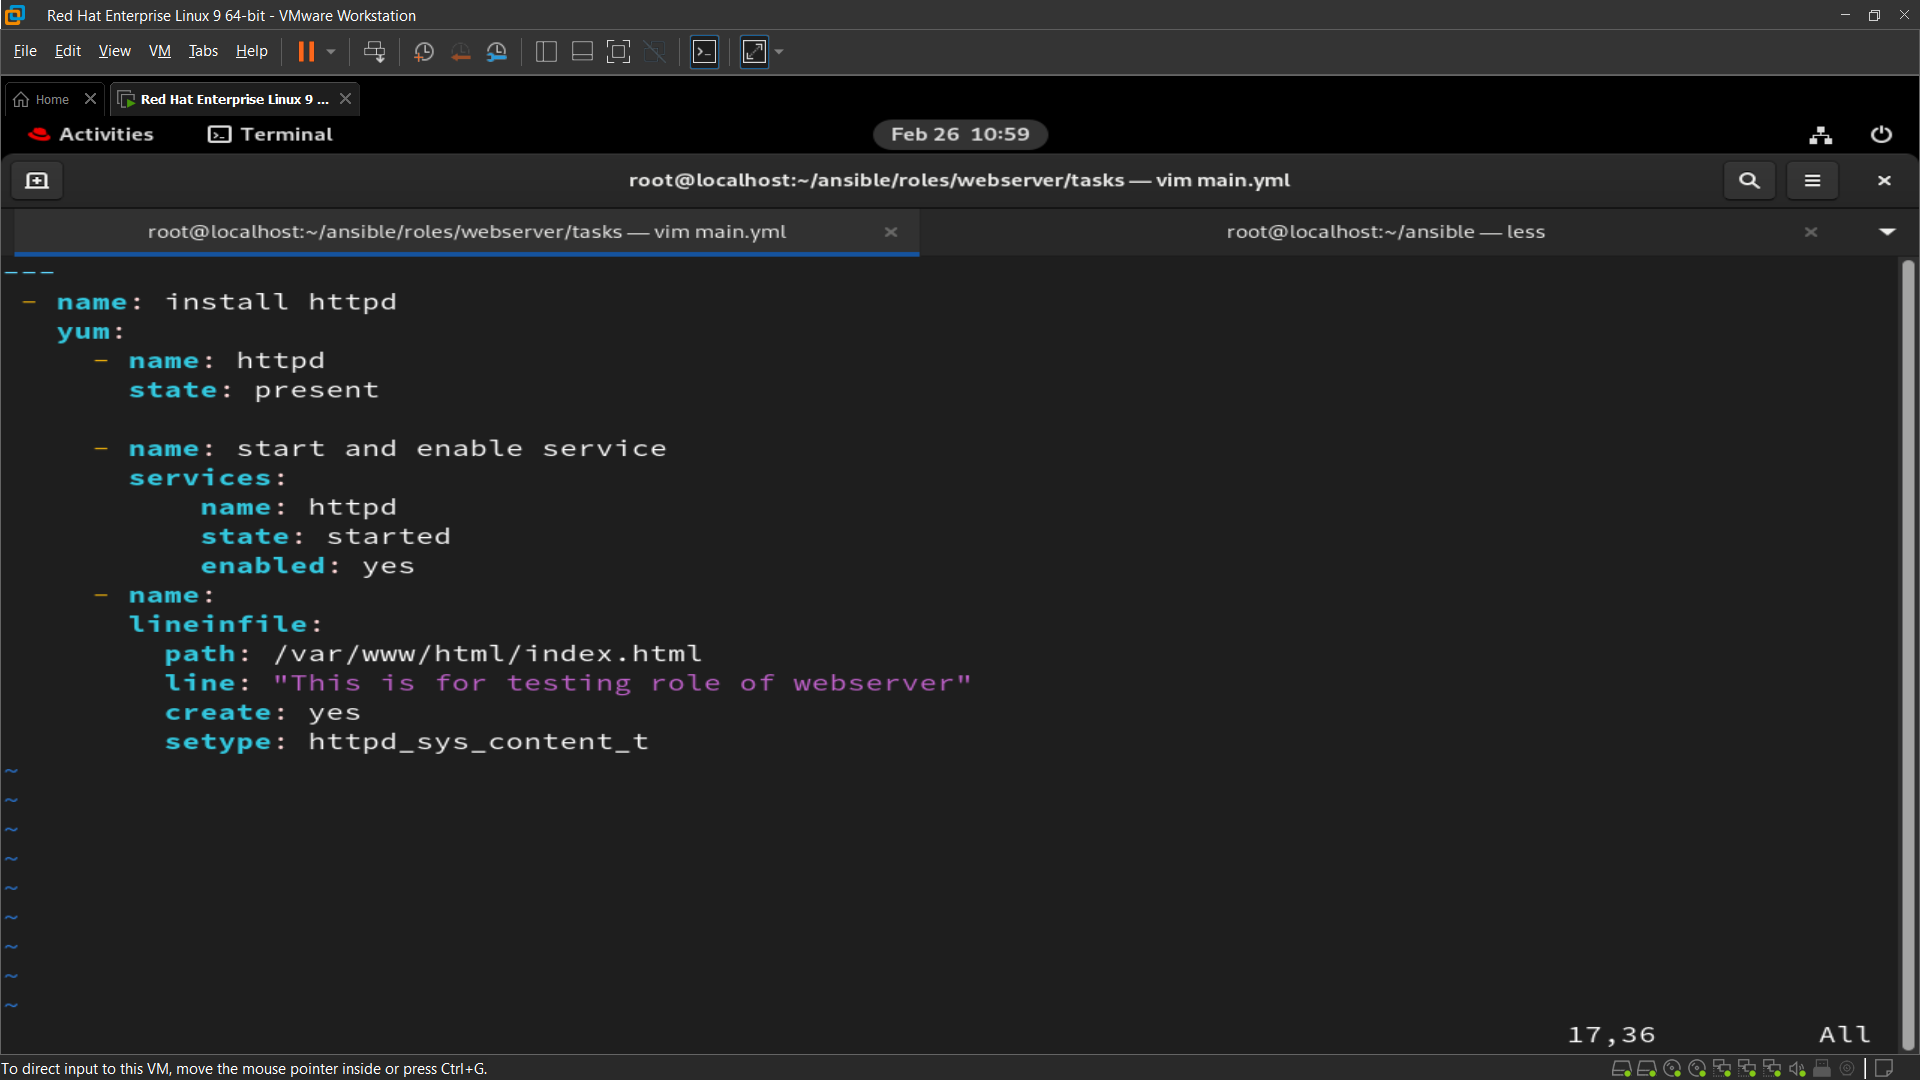 Red Hat Enterprise Linux 9 64-bit - VMware Workstation
File Edit View VM Tabs Help
Home Red Hat Enterprise Linux 9 ...
Activities Terminal Feb 26 10:59
root@localhost:~/ansible/roles/webserver/tasks — vim main.yml
root@localhost:~/ansible/roles/webserver/tasks — vim main.yml root@localhost:~/ansible — less
---
- name: install httpd
yum:
- name: httpd
state: present
- name: start and enable service
services:
name: httpd
state: started
enabled: yes
- name:
lineinfile:
path: /var/www/html/index.html
line: "This is for testing role of webserver"
create: yes
setype: httpd_sys_content_t
~
~
~
~
~
~
~
~
~
17,36 All
To direct input to this VM, move the mouse pointer inside or press Ctrl+G.